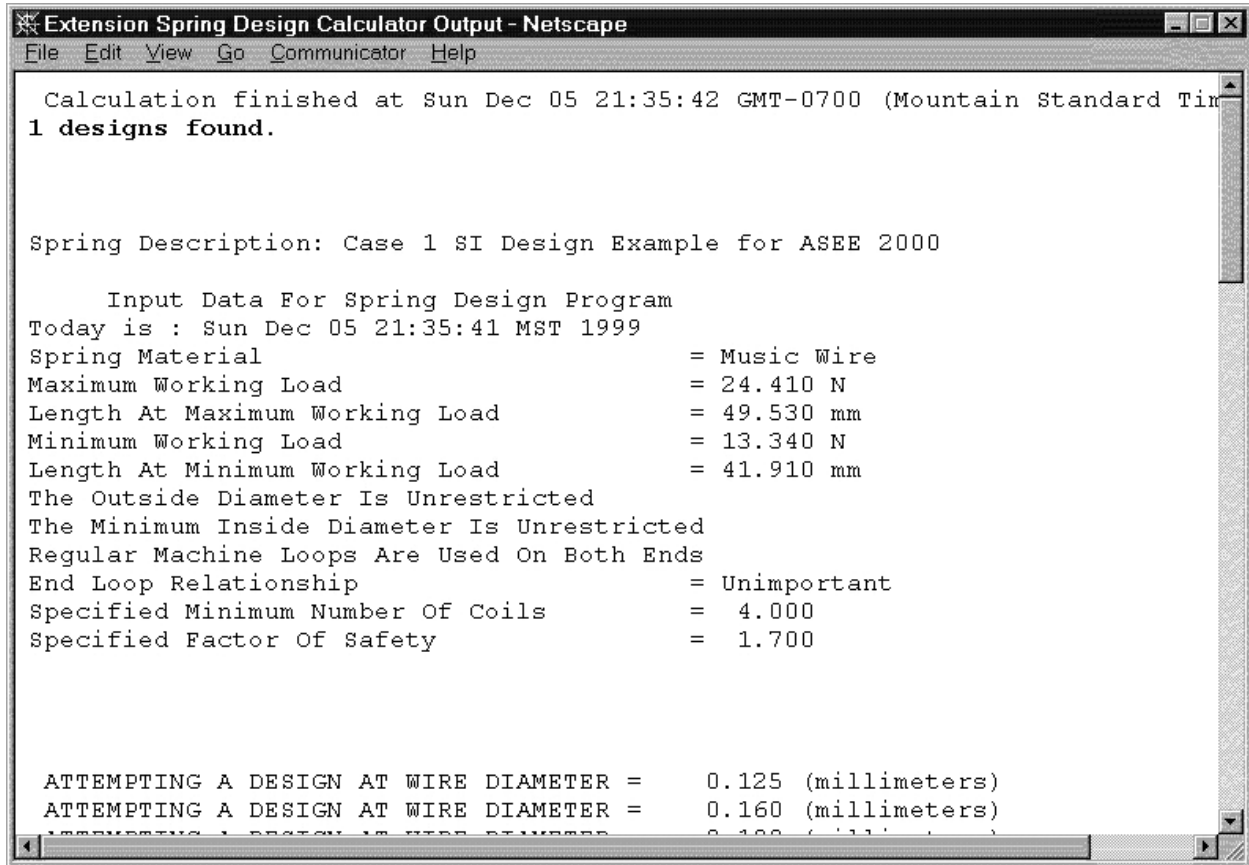 Extension Spring Design Calculator Output - Netscape
File Edit View Go Communicator Help
Calculation finished at Sun Dec 05 21:35:42 GMT-0700 (Mountain Standard
1 designs found.
Spring Description: Case 1 SI Design Example for ASEE 2000
Input Data For Spring Design Program
Today is : Sun Dec 05 21:35:41 MST 1999
Spring Material = Music Wire
Maximum Working Load = 24.410 N
Length At Maximum Working Load = 49.530 mm
Minimum Working Load = 13.340 N
Length At Minimum Working Load = 41.910 mm
The Outside Diameter Is Unrestricted
The Minimum Inside Diameter Is Unrestricted
Regular Machine Loops Are Used On Both Ends
End Loop Relationship = Unimportant
Specified Minimum Number Of Coils = 4.000
Specified Factor Of Safety = 1.700
ATTEMPTING A DESIGN AT WIRE DIAMETER = 0.125 (millimeters)
ATTEMPTING A DESIGN AT WIRE DIAMETER = 0.160 (millimeters)